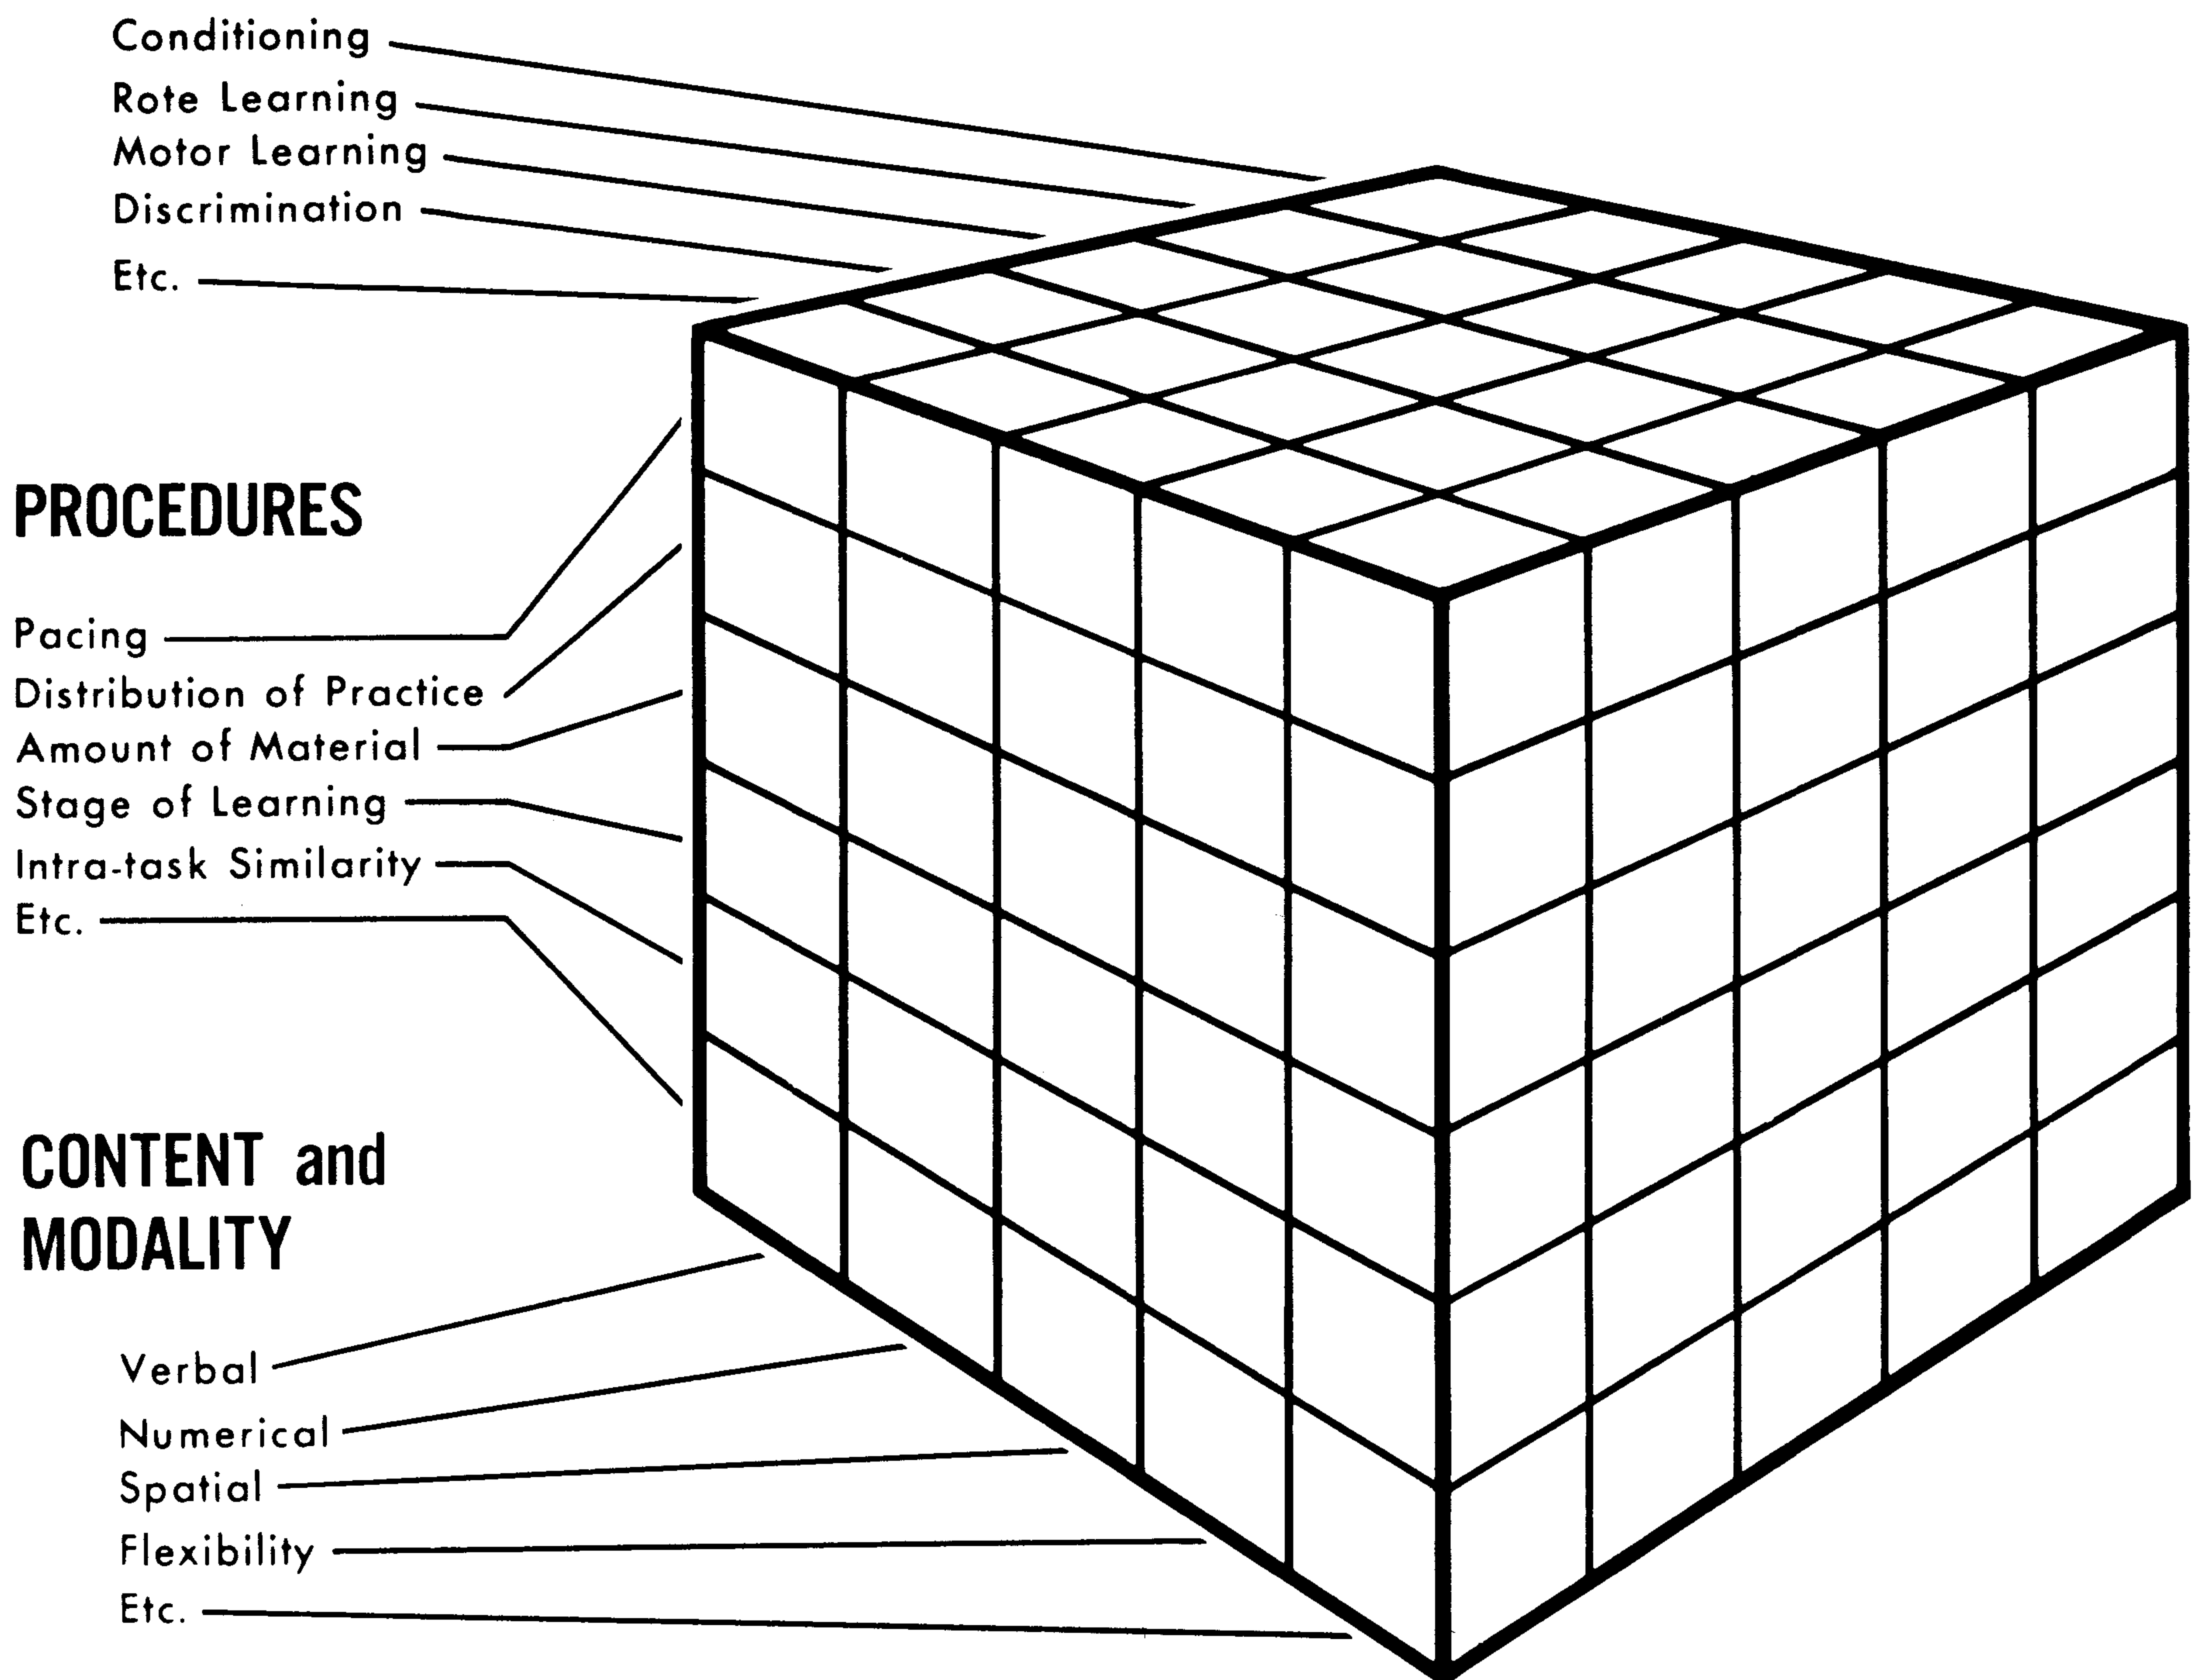 Conditioning
Rote Learning
Motor Learning
Discrimination
Etc.
PROCEDURES
Pacing
Distribution of Practice
Amount of Material
Stage of Learning
Intra-task Similarity
Etc.
CONTENT and
MODALITY
Verbal
Numerical
Spatial
Flexibility
Etc.